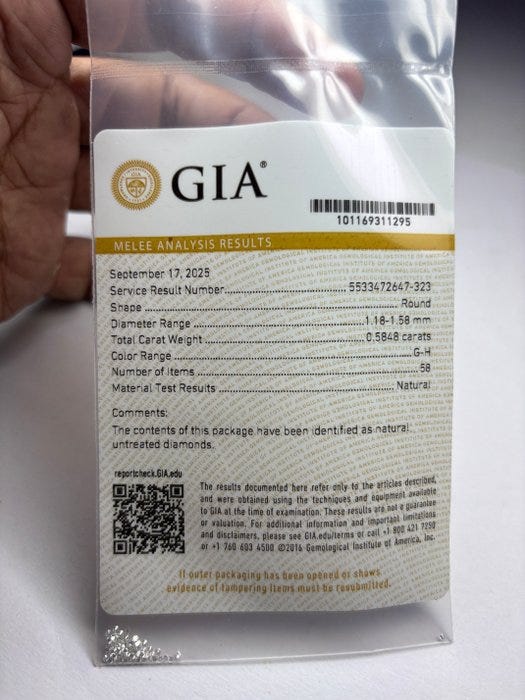 GIA®
101169311295
MELEE ANALYSIS RESULTS
September 17, 2025
Service Result Number..............................5533472647-323
Shape ..............................Round
Diameter Range ..............................1.18-1.58 mm
Total Carat Weight ..............................0.5848 carats
Color Range ..............................G-H
Number of Items ..............................58
Material Test Results ..............................Natural
Comments:
The contents of this package have been identified as natural
untreated diamonds.
reportcheck.GIA.edu
The results documented here refer only to the articles described,
and were obtained using the techniques and equipment available
to GIA at the time of examination. These results are not a guarantee
or valuation. For additional information and important limitations
and disclaimers, please see GIA.edu/terms or call +1 800 421 7250
or +1 760 603 4500 ©2016 Gemological Institute of America, Inc.
If outer packaging has been opened or shows
evidence of tampering items must be resubmitted.